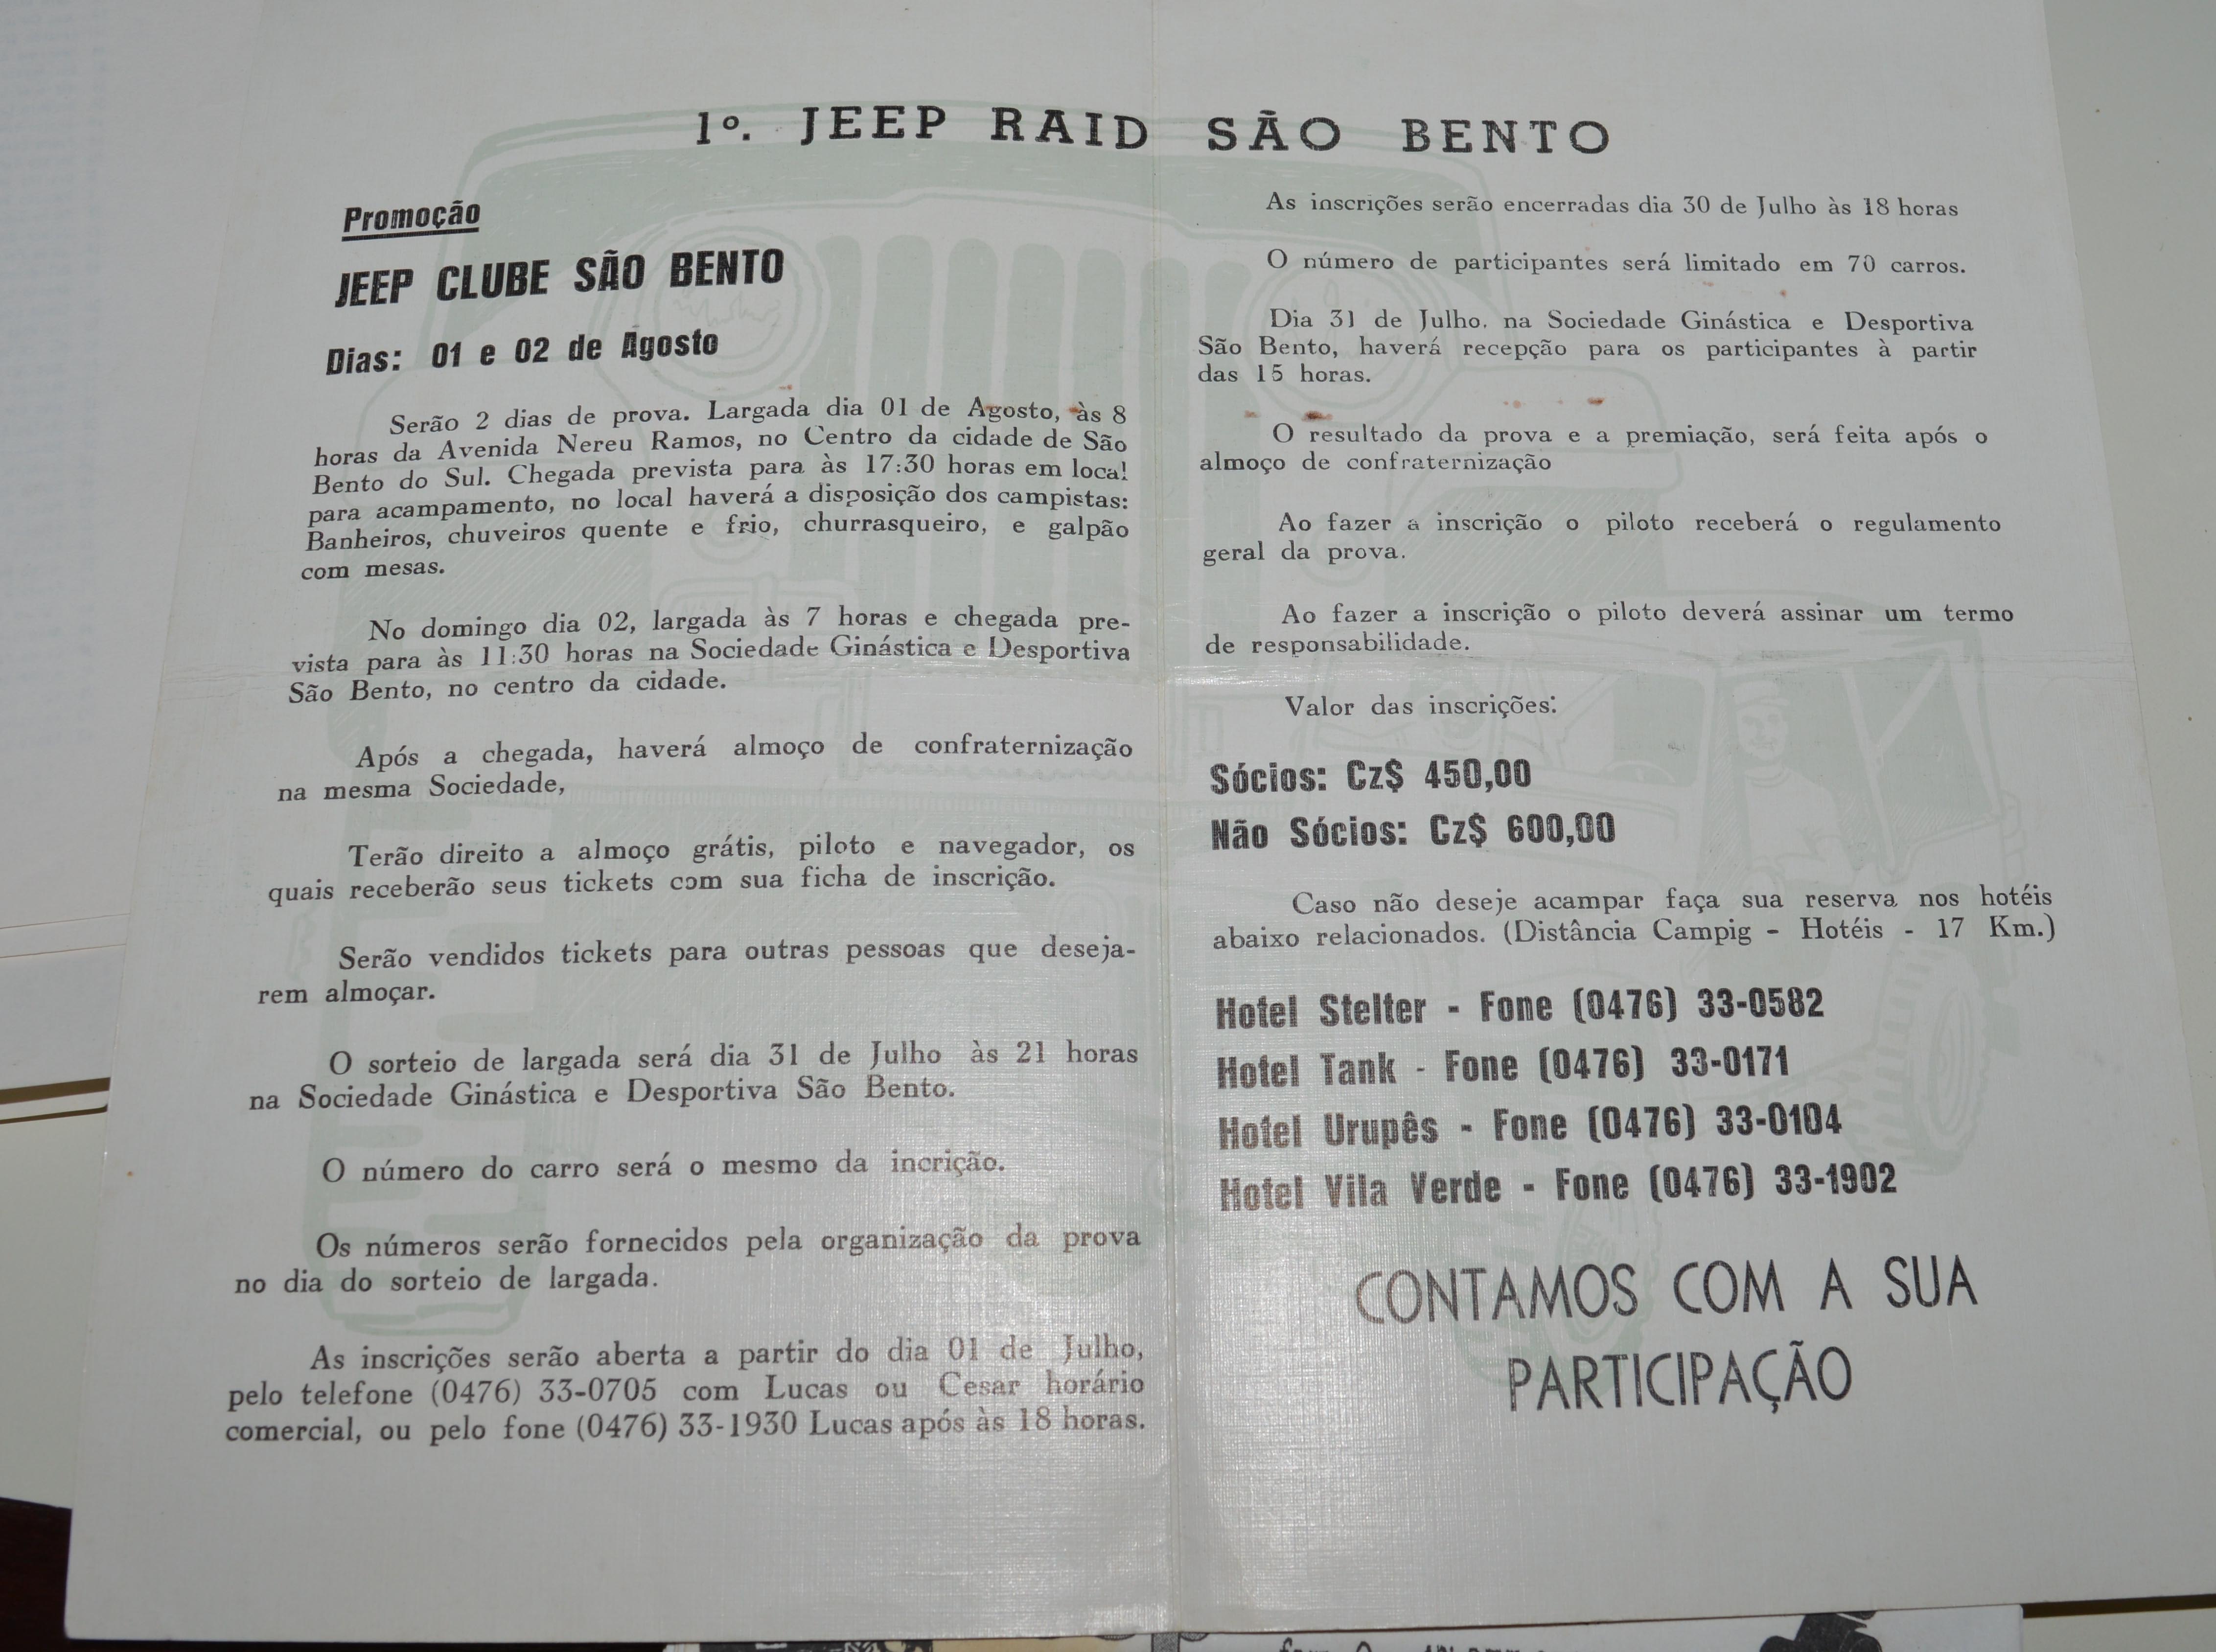 1º. JEEP RAID SÃO BENTO
Promoção
JEEP CLUBE SÃO BENTO
Dias: 01 e 02 de Agosto
Serão 2 dias de prova. Largada dia 01 de Agosto, às 8
horas da Avenida Nereu Ramos, no Centro da cidade de São
Bento do Sul. Chegada prevista para às 17:30 horas em local
para acampamento, no local haverá a disposição dos campistas:
Banheiros, chuveiros quente e frio, churrasqueiro, e galpão
com mesas.
No domingo dia 02, largada às 7 horas e chegada pre-
vista para às 11:30 horas na Sociedade Ginástica e Desportiva
São Bento, no centro da cidade.
Após a chegada, haverá almoço de confraternização
na mesma Sociedade,
Terão direito a almoço grátis, piloto e navegador, os
quais receberão seus tickets com sua ficha de inscrição.
Serão vendidos tickets para outras pessoas que deseja-
rem almoçar.
O sorteio de largada será dia 31 de Julho às 21 horas
na Sociedade Ginástica e Desportiva São Bento.
O número do carro será o mesmo da incrição.
Os números serão fornecidos pela organização da prova
no dia do sorteio de largada.
As inscrições serão aberta a partir do dia 01 de Julho,
pelo telefone (0476) 33-0705 com Lucas ou Cesar horário
comercial, ou pelo fone (0476) 33-1930 Lucas após às 18 horas.
As inscrições serão encerradas dia 30 de Julho às 18 horas
O número de participantes será limitado em 70 carros.
Dia 31 de Julho, na Sociedade Ginástica e Desportiva
São Bento, haverá recepção para os participantes à partir
das 15 horas.
O resultado da prova e a premiação, será feita após o
almoço de confraternização
Ao fazer a inscrição o piloto receberá o regulamento
geral da prova.
Ao fazer a inscrição o piloto deverá assinar um termo
de responsabilidade.
Valor das inscrições:
Sócios: Cz$ 450,00
Não Sócios: Cz$ 600,00
Caso não deseje acampar faça sua reserva nos hotéis
abaixo relacionados. (Distância Campig - Hotéis - 17 Km.)
Hotel Stelter - Fone (0476) 33-0582
Hotel Tank - Fone (0476) 33-0171
Hotel Urupês - Fone (0476) 33-0104
Hotel Vila Verde - Fone (0476) 33-1902
CONTAMOS COM A SUA
PARTICIPAÇÃO